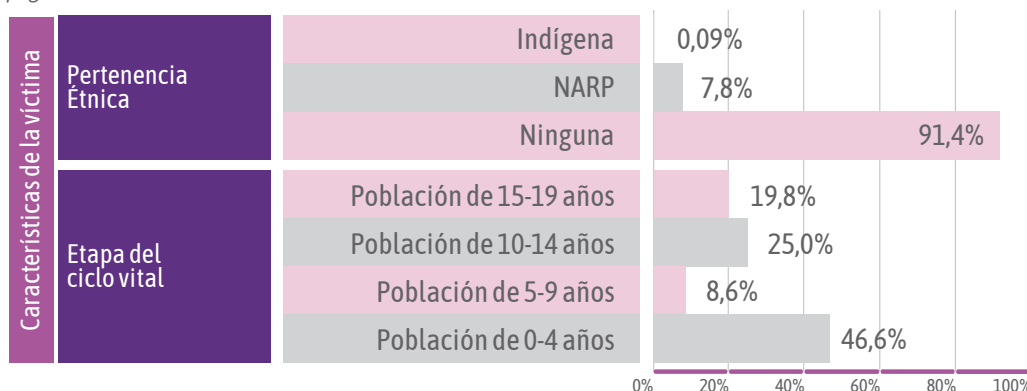 Características de la víctima
Pertenencia
Étnica
Indígena
0,09%
NARP
7,8%
Ninguna
91,4%
Etapa del
ciclo vital
Población de 15-19 años
19,8%
Población de 10-14 años
25,0%
Población de 5-9 años
8,6%
Población de 0-4 años
46,6%
0% 20% 40% 60% 80% 100%